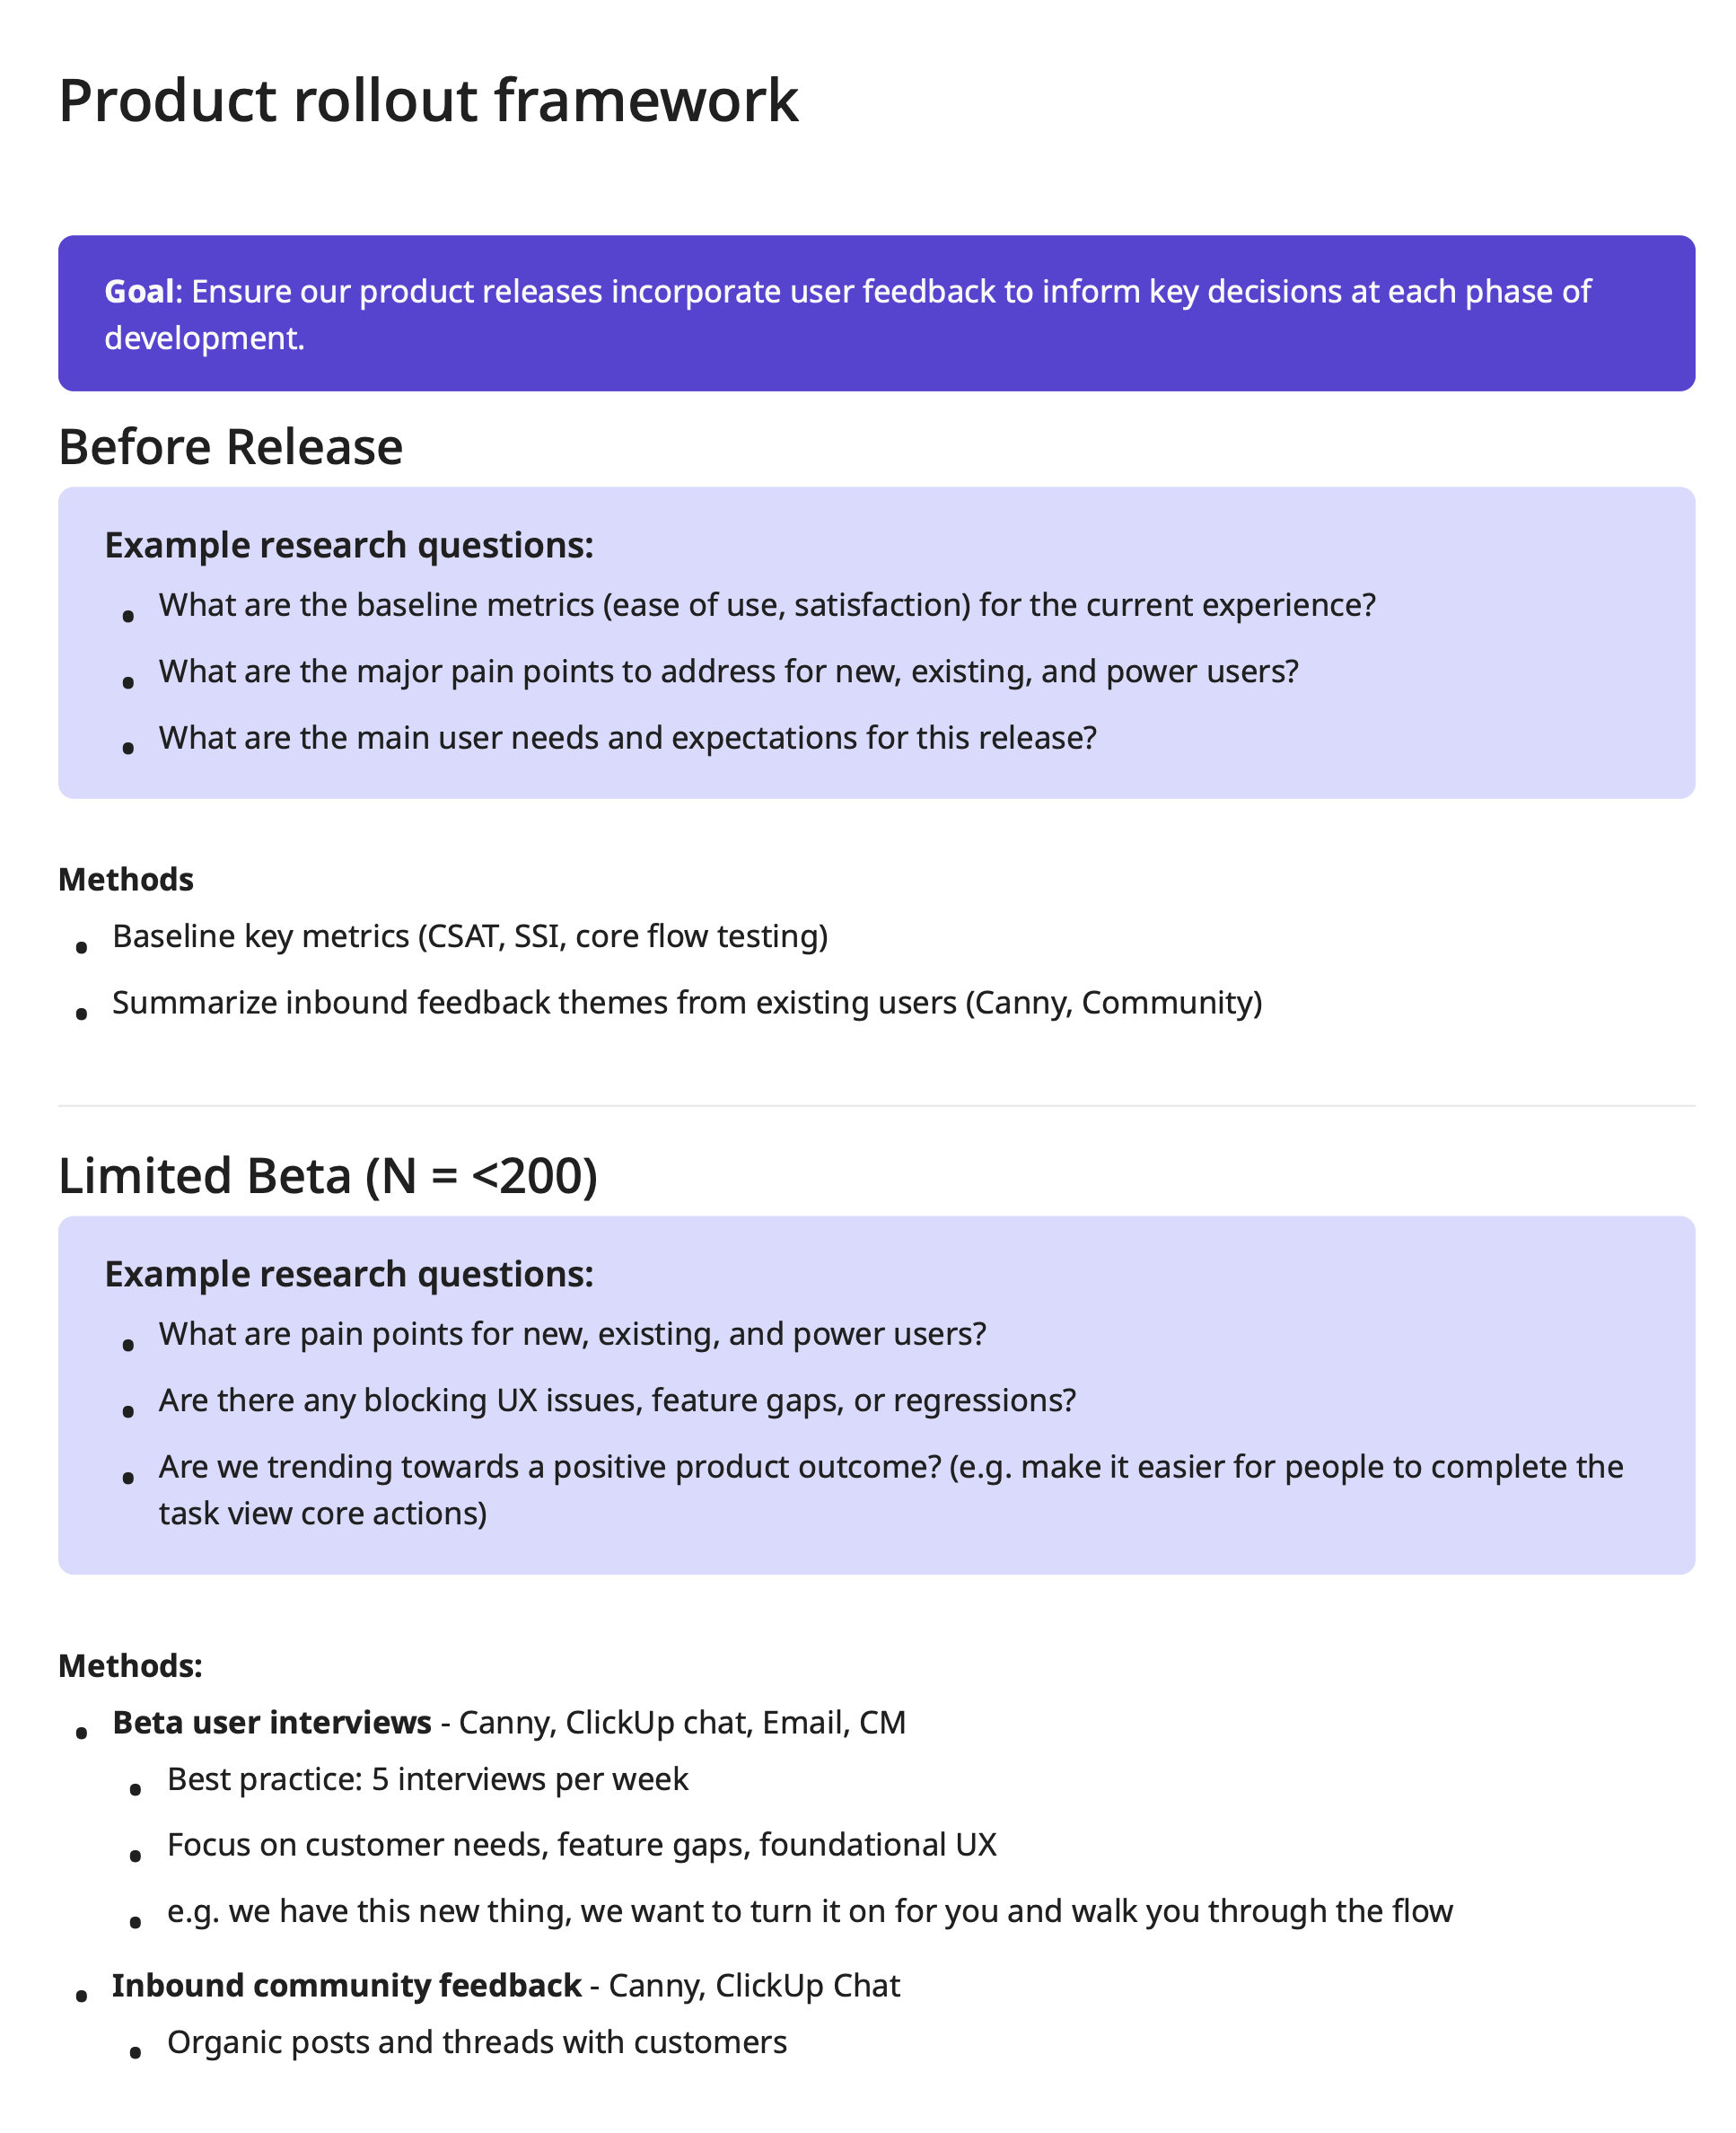 Product rollout framework
Goal: Ensure our product releases incorporate user feedback to inform key decisions at each phase of
development.
Before Release
Example research questions:
• What are the baseline metrics (ease of use, satisfaction) for the current experience?
• What are the major pain points to address for new, existing, and power users?
• What are the main user needs and expectations for this release?
Methods
• Baseline key metrics (CSAT, SSI, core flow testing)
• Summarize inbound feedback themes from existing users (Canny, Community)
Limited Beta (N = <200)
Example research questions:
• What are pain points for new, existing, and power users?
• Are there any blocking UX issues, feature gaps, or regressions?
• Are we trending towards a positive product outcome? (e.g. make it easier for people to complete the
task view core actions)
Methods:
• Beta user interviews - Canny, ClickUp chat, Email, CM
• Best practice: 5 interviews per week
• Focus on customer needs, feature gaps, foundational UX
• e.g. we have this new thing, we want to turn it on for you and walk you through the flow
• Inbound community feedback - Canny, ClickUp Chat
• Organic posts and threads with customers